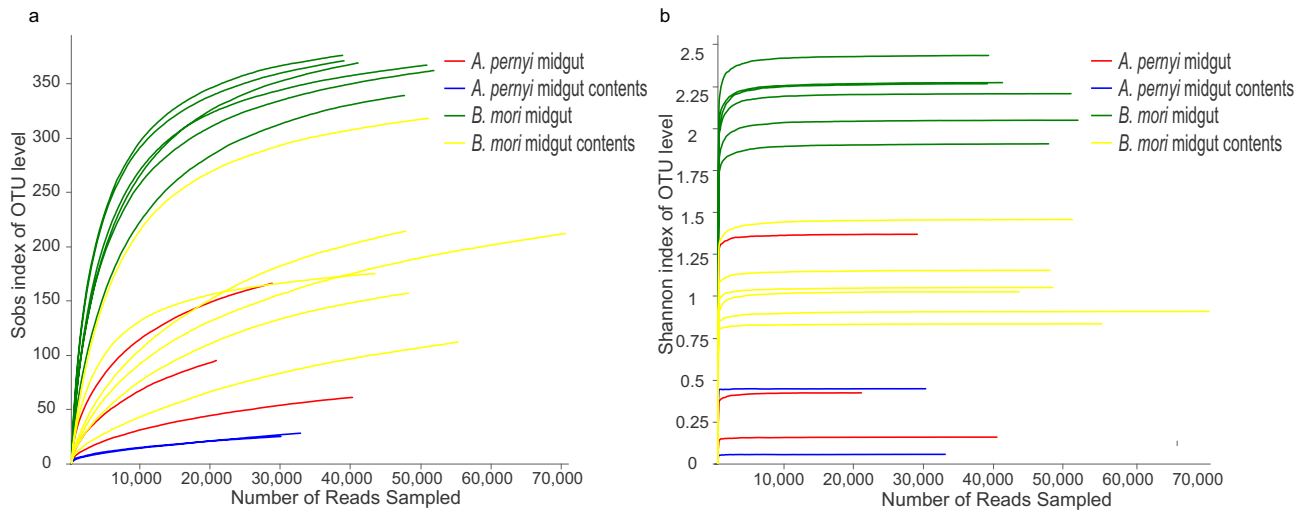 a
Sobs index of OTU level
350
300
250
200
150
100
50
0
10,000 20,000 30,000 40,000 50,000 60,000 70,000
Number of Reads Sampled
A. pernyi midgut
A. pernyi midgut contents
B. mori midgut
B. mori midgut contents
b
Shannon index of OTU level
2.5
2.25
2
1.75
1.5
1.25
1
0.75
0.5
0.25
0
10,000 20,000 30,000 40,000 50,000 60,000 70,000
Number of Reads Sampled
A. pernyi midgut
A. pernyi midgut contents
B. mori midgut
B. mori midgut contents